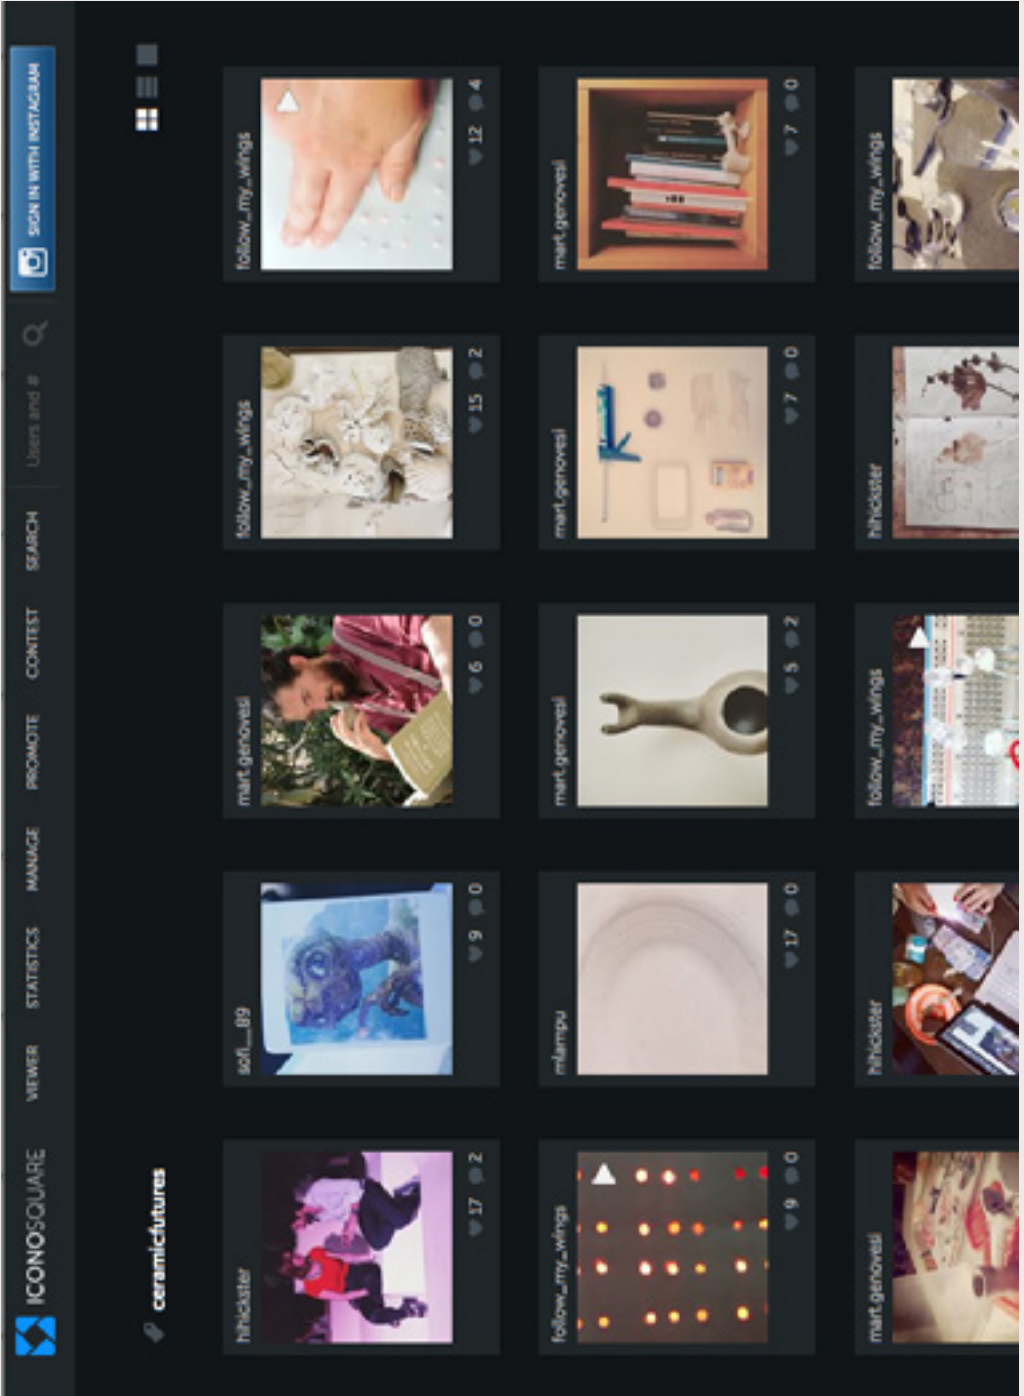 ICONOSQUARE VIEWER STATISTICS MANAGE PROMOTE CONTEST SEARCH Users and # SIGN IN WITH INSTAGRAM
ceramicfutures
hihickster
17 2
sofi__89
9 0
mart.genovesi
6 0
follow_my_wings
15 2
follow_my_wings
12 4
follow_my_wings
9 0
mlampu
17 0
mart.genovesi
5 2
mart.genovesi
7 0
mart.genovesi
7 0
mart.genovesi
hihickster
follow_my_wings
hihickster
follow_my_wings